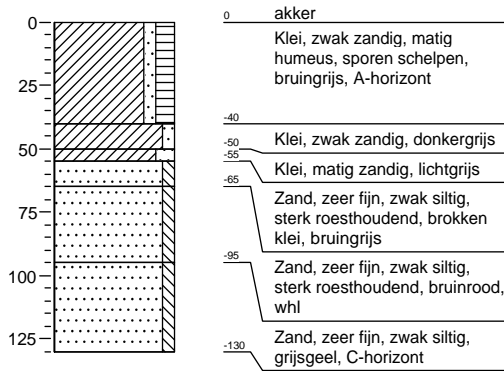 0
25
50
75
100
125
0 akker
Klei, zwak zandig, matig
humeus, sporen schelpen,
bruingrijs, A-horizont
-40
Klei, zwak zandig, donkergrijs
-50
-55
Klei, matig zandig, lichtgrijs
-65
Zand, zeer fijn, zwak siltig,
sterk roesthoudend, brokken
klei, bruingrijs
-95
Zand, zeer fijn, zwak siltig,
sterk roesthoudend, bruinrood,
whl
Zand, zeer fijn, zwak siltig,
-130
grijsgeel, C-horizont